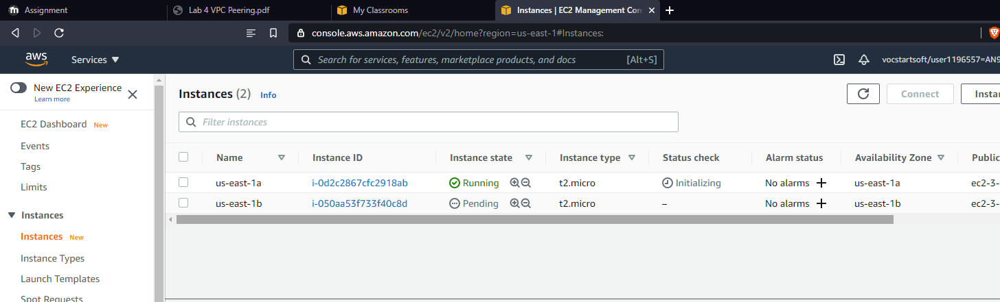 Assignment
Lab 4 VPC Peering.pdf
My Classrooms
Instances | EC2 Management Con
console.aws.amazon.com/ec2/v2/home?region=us-east-1#Instances:
aws
Services
Search for services, features, marketplace products, and docs [Alt+S]
vocstartsoft/user1196557=AN9
New EC2 Experience
Learn more
EC2 Dashboard New
Events
Tags
Limits
Instances
Instances New
Instance Types
Launch Templates
Spot Requests
Instances (2) Info
Connect
Instan
Filter instances
Name Instance ID Instance state Instance type Status check Alarm status Availability Zone Public
us-east-1a i-0d2c2867cfc2918ab Running t2.micro Initializing No alarms + us-east-1a ec2-3-
us-east-1b i-050aa53f733f40c8d Pending t2.micro – No alarms + us-east-1b ec2-3-